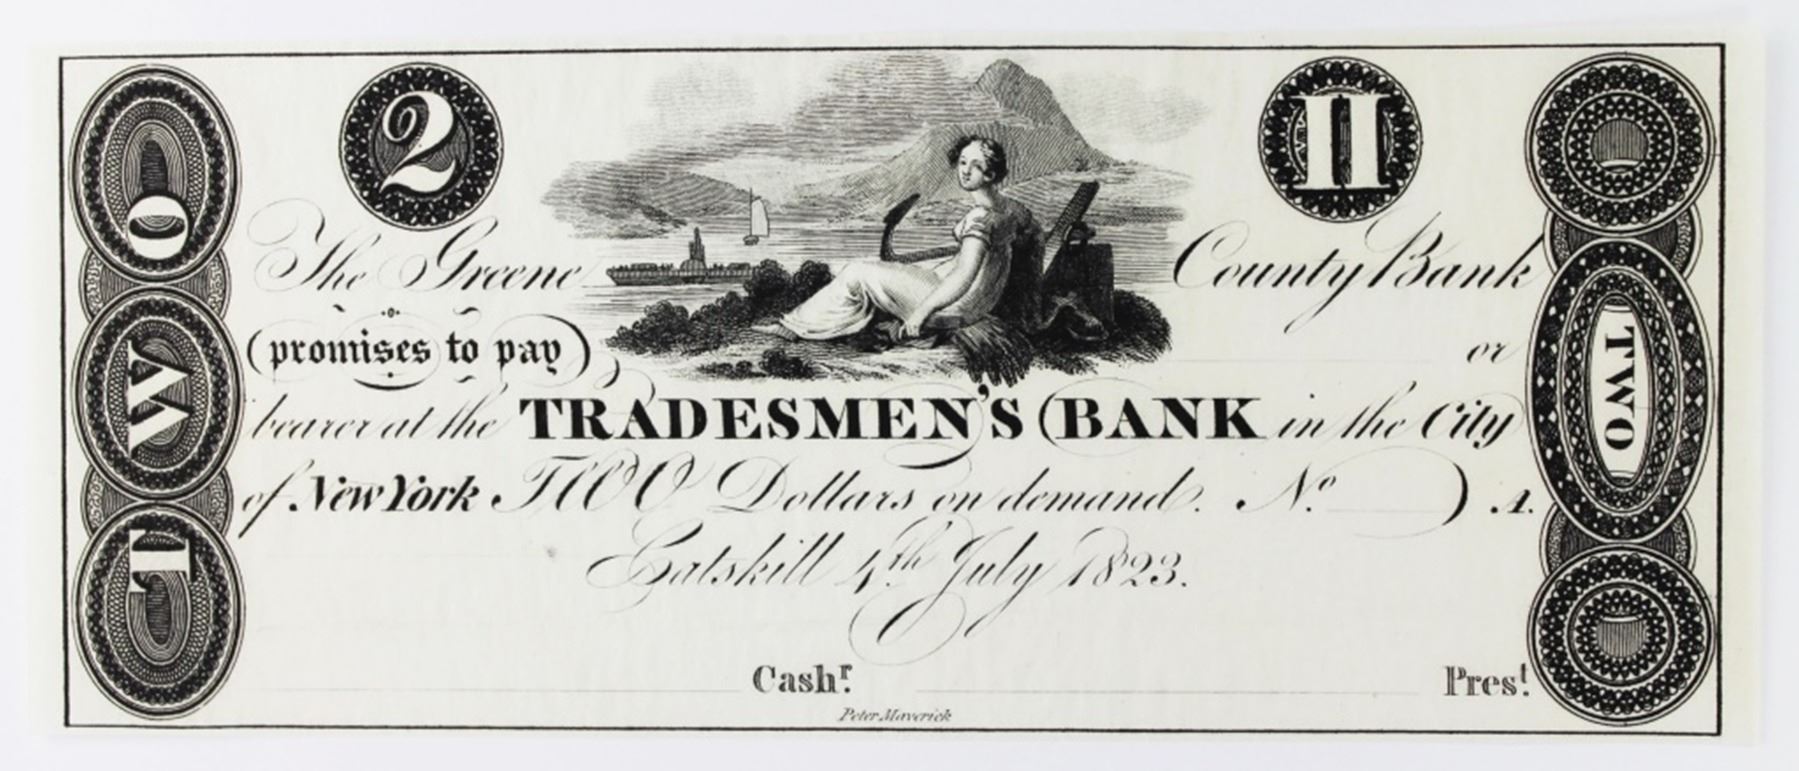 TWO
2
II
The Greene County Bank
promises to pay or
bearer at the TRADESMEN'S BANK in the City
of New York TWO Dollars on demand. No. A.
Catskill 4th July 1823.
Cashr. Prest.
Peter Maverick
TWO